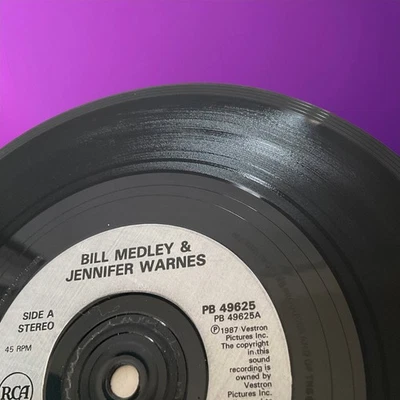 BILL MEDLEY &
JENNIFER WARNES
SIDE A
STEREO
45 RPM
PB 49625
PB 49625A
Ⓟ 1987 Vestron
Pictures Inc.
The copyright
in this
sound
recording is
owned by
Vestron
Pictures Inc.
RCA